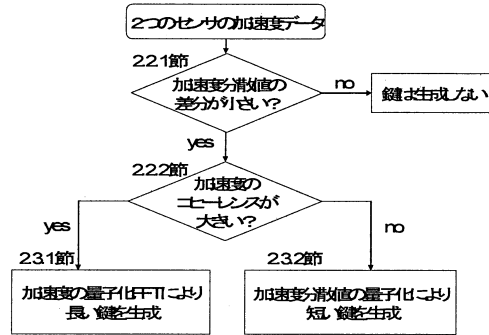 2つのセンサの加速度データ
2.2.1節
加速度分散値の
差分が小さい?
no
鍵は生成しない
yes
2.2.2節
加速度の
コヒーレンスが
大きい?
yes
no
2.3.1節
2.3.2節
加速度の量子化FFTにより
長い鍵を生成
加速度分散値の量子化により
短い鍵を生成